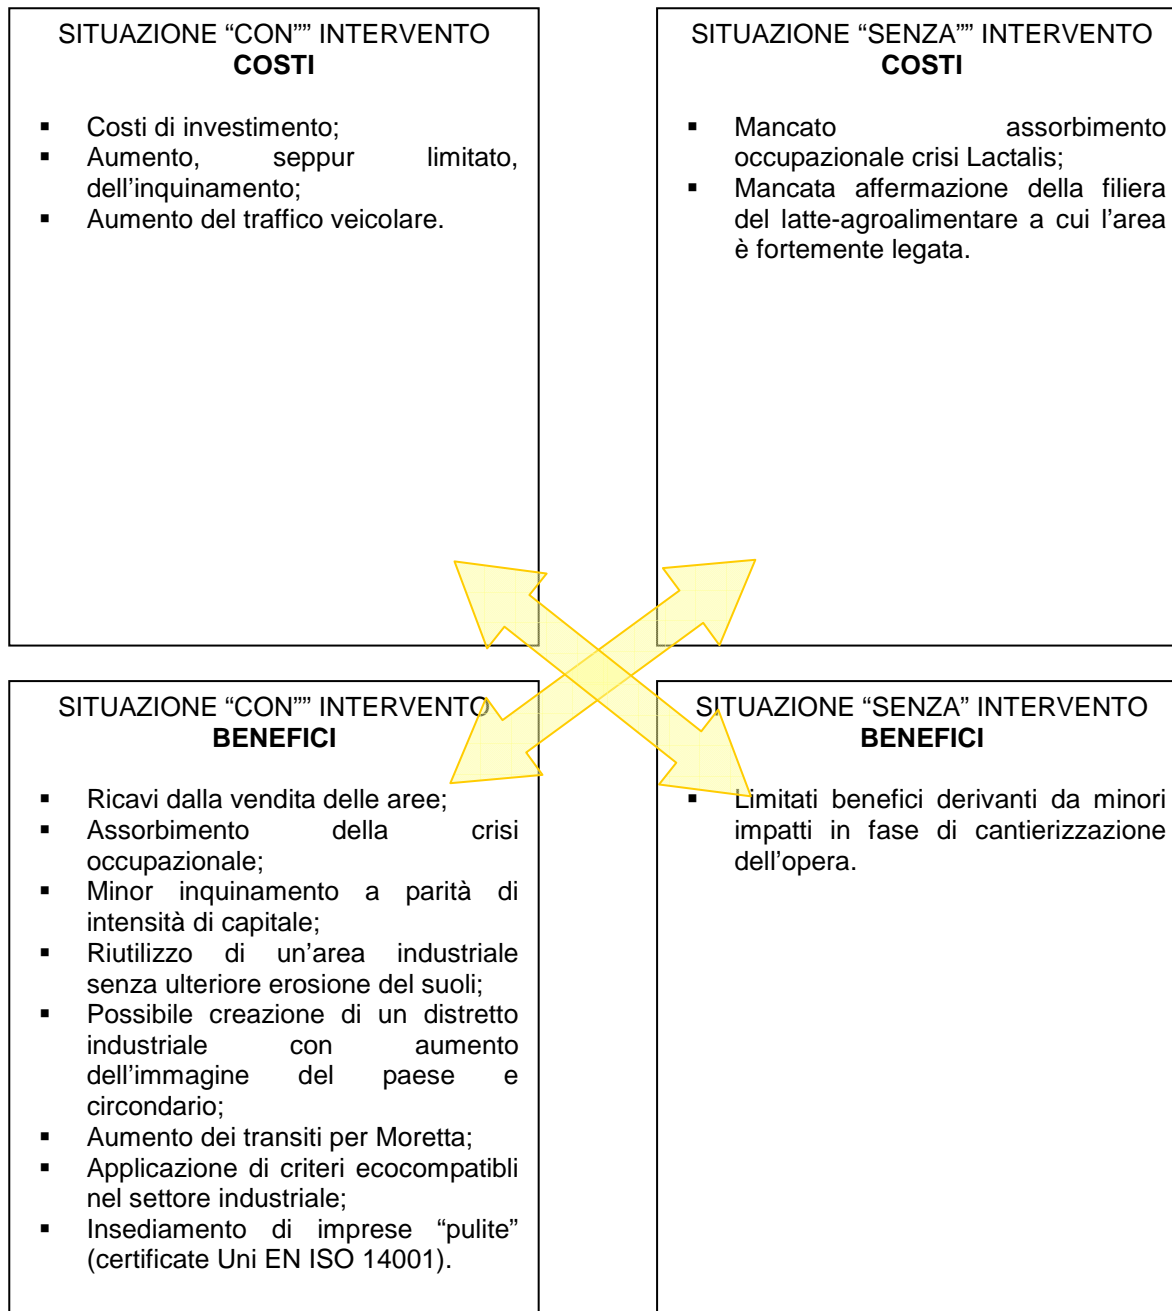 SITUAZIONE “CON”” INTERVENTO
COSTI
▪ Costi di investimento;
▪ Aumento, seppur limitato,
dell’inquinamento;
▪ Aumento del traffico veicolare.
SITUAZIONE “SENZA”” INTERVENTO
COSTI
▪ Mancato assorbimento
occupazionale crisi Lactalis;
▪ Mancata affermazione della filiera
del latte-agroalimentare a cui l’area
è fortemente legata.
SITUAZIONE “CON”” INTERVENTO
BENEFICI
▪ Ricavi dalla vendita delle aree;
▪ Assorbimento della crisi
occupazionale;
▪ Minor inquinamento a parità di
intensità di capitale;
▪ Riutilizzo di un’area industriale
senza ulteriore erosione del suoli;
▪ Possibile creazione di un distretto
industriale con aumento
dell’immagine del paese e
circondario;
▪ Aumento dei transiti per Moretta;
▪ Applicazione di criteri ecocompatibli
nel settore industriale;
▪ Insediamento di imprese “pulite”
(certificate Uni EN ISO 14001).
SITUAZIONE “SENZA” INTERVENTO
BENEFICI
▪ Limitati benefici derivanti da minori
impatti in fase di cantierizzazione
dell’opera.